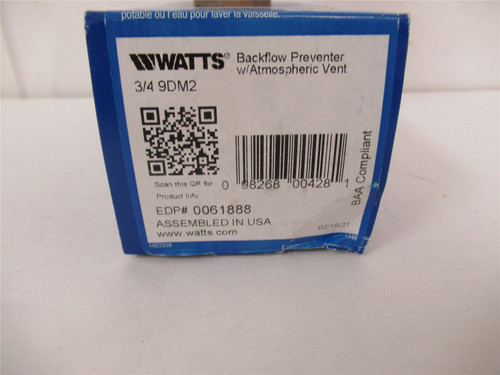 potable ou l'eau pour laver la vaisselle.
WATTS®
Backflow Preventer
w/Atmospheric Vent
3/4 9DM2
Scan this QR for
Product Info
0 98268 00428 1
BAA Compliant
EDP# 0061888
ASSEMBLED IN USA
www.watts.com
02/19/21